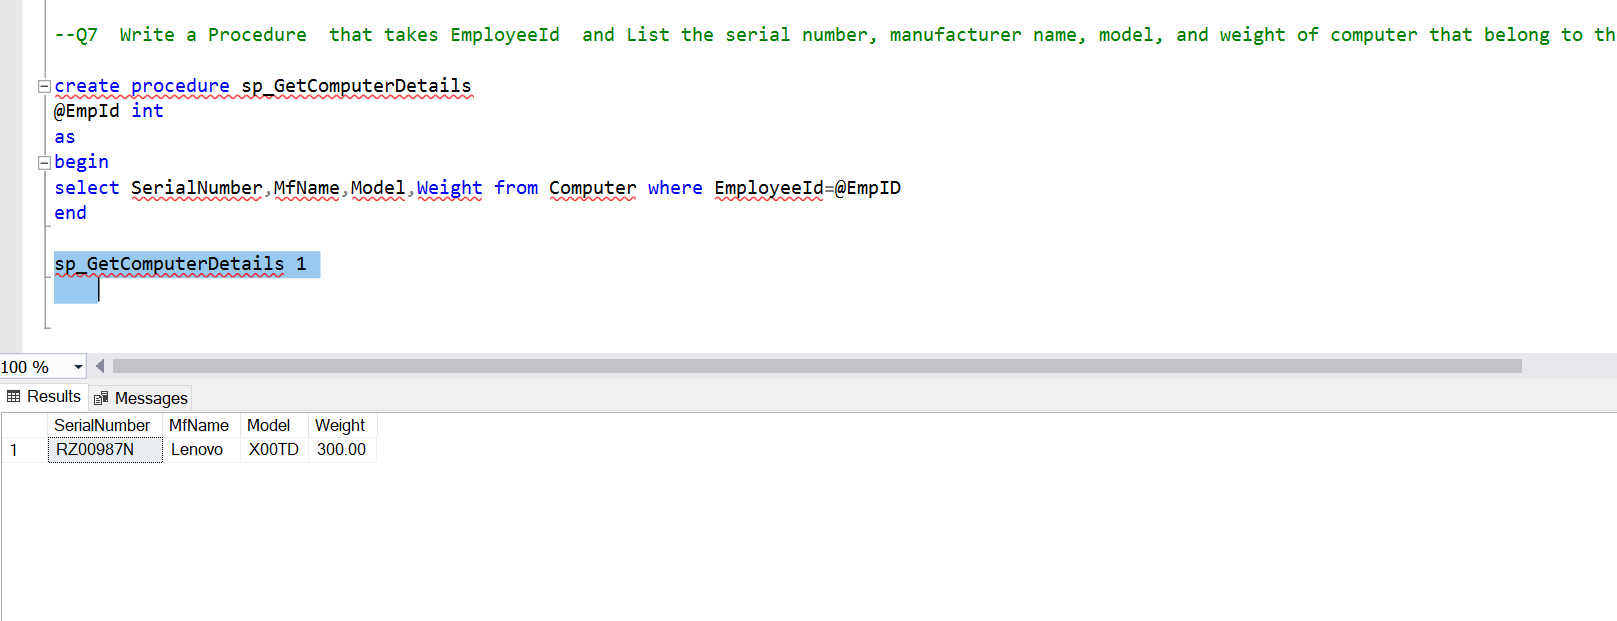 --Q7  Write a Procedure  that takes EmployeeId  and List the serial number, manufacturer name, model, and weight of computer that belong to th
create procedure sp_GetComputerDetails
@EmpId int
as
begin
select SerialNumber,MfName,Model,Weight from Computer where EmployeeId=@EmpID
end
sp_GetComputerDetails 1
100 %
Results Messages
SerialNumber MfName Model Weight
1 RZ00987N Lenovo X00TD 300.00